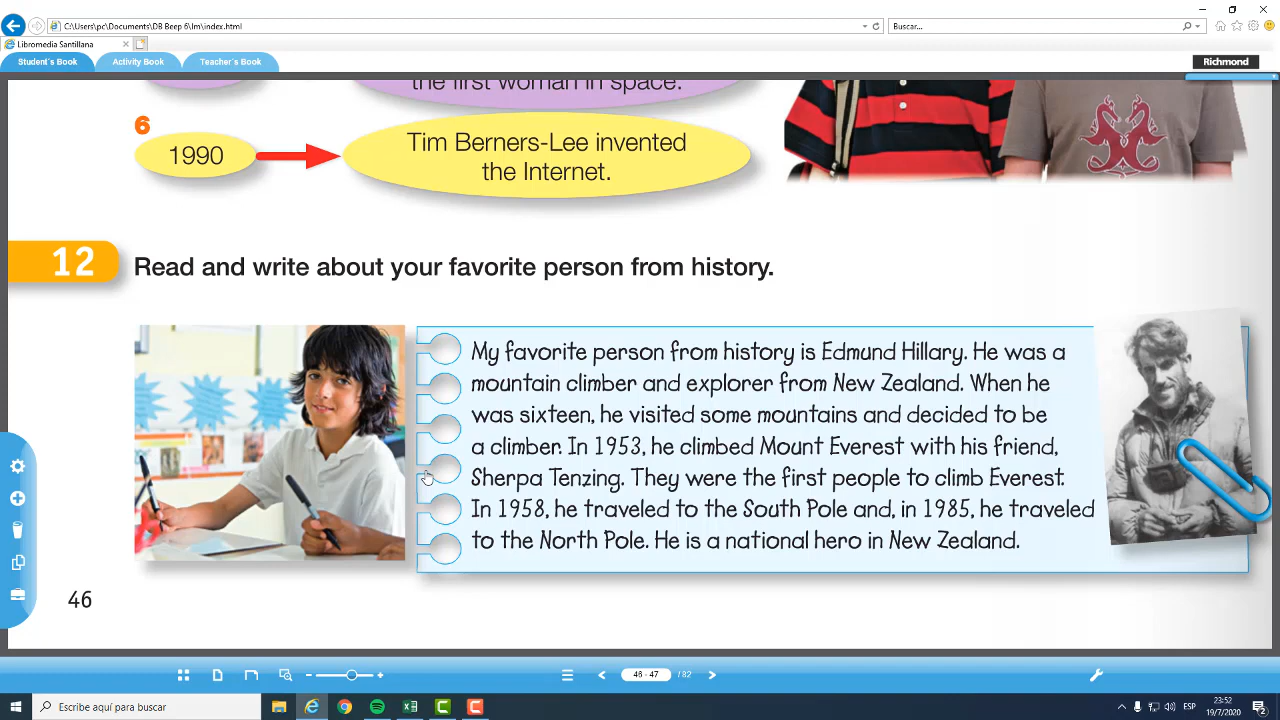 C:\Users\pc\Documents\DB Beep 6\lm\index.html
Buscar...
Libromedia Santillana
Student's Book
Activity Book
Teacher's Book
Richmond
the first woman in space.
6
1990
Tim Berners-Lee invented
the Internet.
12
Read and write about your favorite person from history.
My favorite person from history is Edmund Hillary. He was a
mountain climber and explorer from New Zealand. When he
was sixteen, he visited some mountains and decided to be
a climber. In 1953, he climbed Mount Everest with his friend,
Sherpa Tenzing. They were the first people to climb Everest.
In 1958, he traveled to the South Pole and, in 1985, he traveled
to the North Pole. He is a national hero in New Zealand.
46
46 - 47
/ 82
Escribe aquí para buscar
ESP
23:52
19/7/2020
2